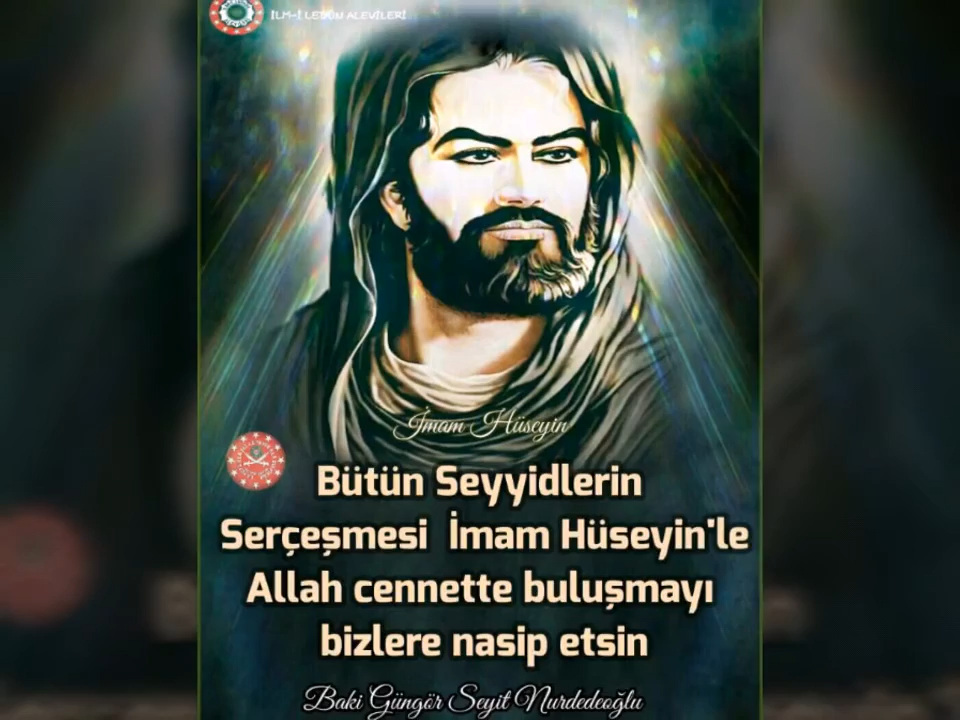 İLM-İ LEDÜN ALEVİLERİ
İmam Hüseyin
Bütün Seyyidlerin
Serçeşmesi İmam Hüseyin'le
Allah cennette buluşmayı
bizlere nasip etsin
Baki Güngör Seyit Nurdedeoğlu